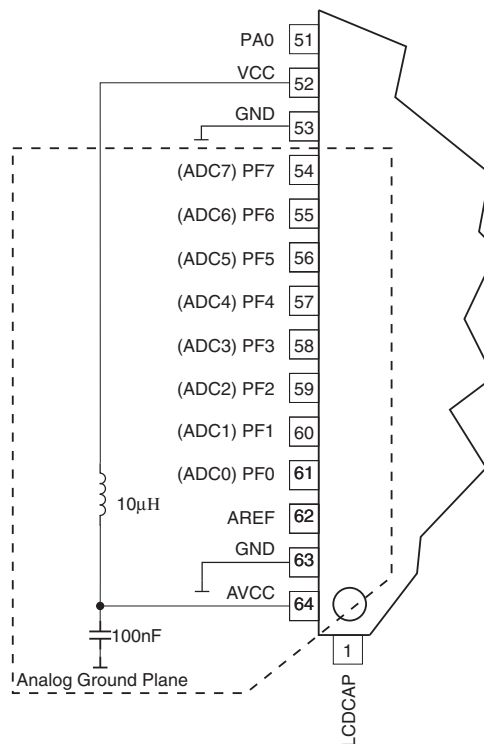 PA0 51
VCC 52
GND 53
(ADC7) PF7 54
(ADC6) PF6 55
(ADC5) PF5 56
(ADC4) PF4 57
(ADC3) PF3 58
(ADC2) PF2 59
(ADC1) PF1 60
(ADC0) PF0 61
10μH
AREF 62
GND 63
AVCC 64
100nF
1
Analog Ground Plane
LCDCAP